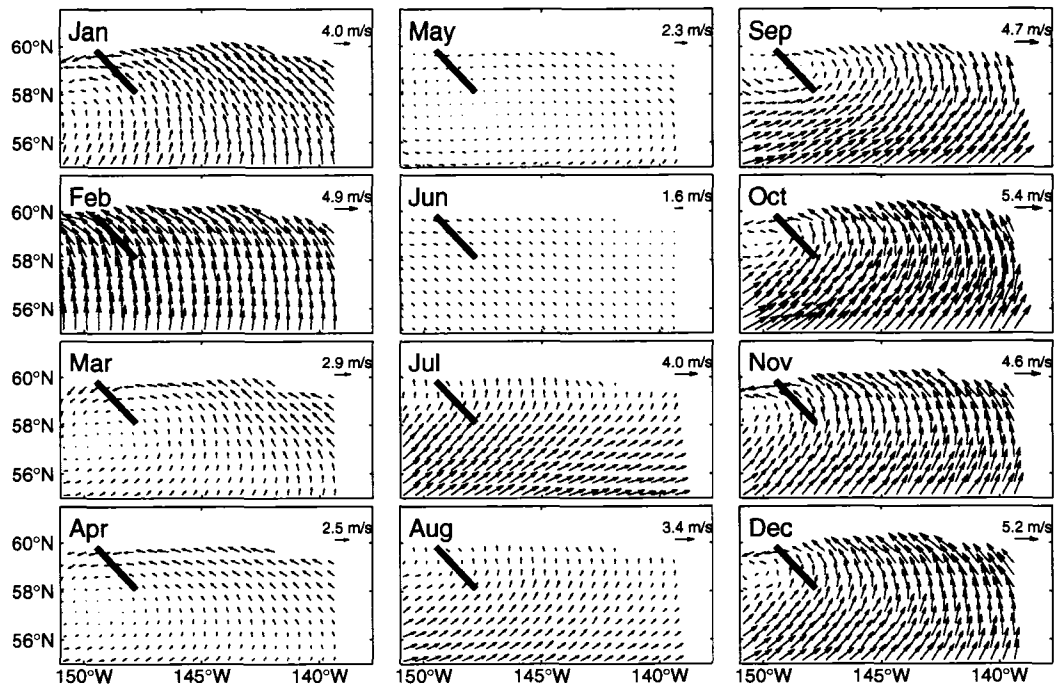 Jan
4.0 m/s
May
2.3 m/s
Sep
4.7 m/s
60°N
58°N
56°N
Feb
4.9 m/s
Jun
1.6 m/s
Oct
5.4 m/s
60°N
58°N
56°N
Mar
2.9 m/s
Jul
4.0 m/s
Nov
4.6 m/s
60°N
58°N
56°N
Apr
2.5 m/s
Aug
3.4 m/s
Dec
5.2 m/s
60°N
58°N
56°N
150°W 145°W 140°W 150°W 145°W 140°W 150°W 145°W 140°W